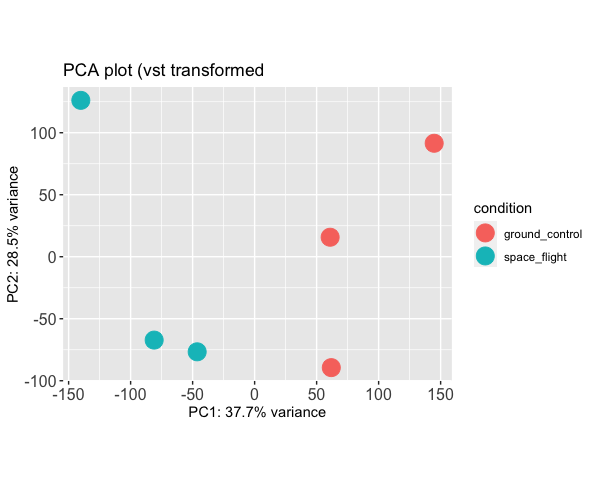 PCA plot (vst transformed
PC2: 28.5% variance
100
50
0
-50
-100
-150
-100
-50
0
50
100
150
PC1: 37.7% variance
condition
ground_control
space_flight